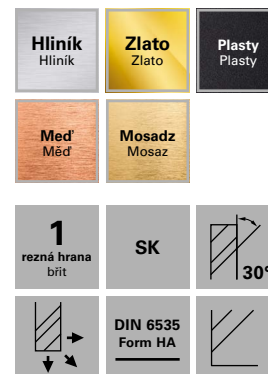 Hliník
Hliník
Zlato
Zlato
Plasty
Plasty
Meď
Měď
Mosadz
Mosaz
1
rezná hrana
břit
SK
30°
DIN 6535
Form HA